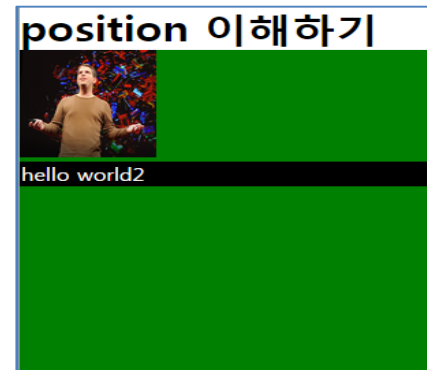 position 이해하기
hello world2